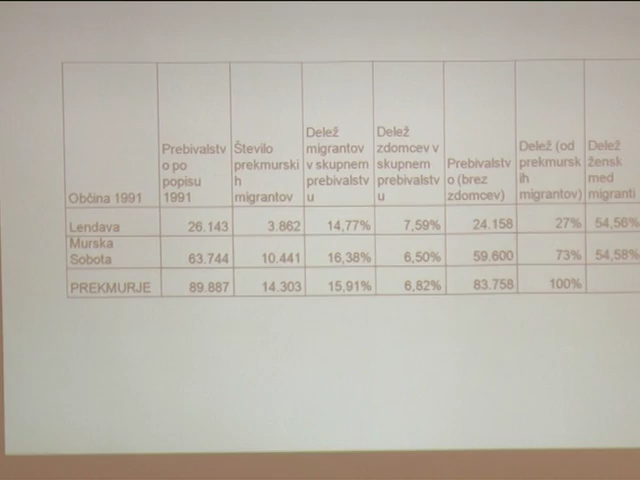 Občina 1991
Prebivalstv
o po
popisu
1991
Število
prekmurski
h
migrantov
Delež
migrantov
v skupnem
prebivalstv
u
Delež
zdomcev v
skupnem
prebivalstv
u
Prebivalstv
o (brez
zdomcev)
Delež (od
prekmursk
ih
migrantov)
Delež
žensk
med
migranti
Lendava 26.143 3.862 14,77% 7,59% 24.158 27% 54,56%
Murska
Sobota 63.744 10.441 16,38% 6,50% 59.600 73% 54,58%
PREKMURJE 89.887 14.303 15,91% 6,82% 83.758 100%